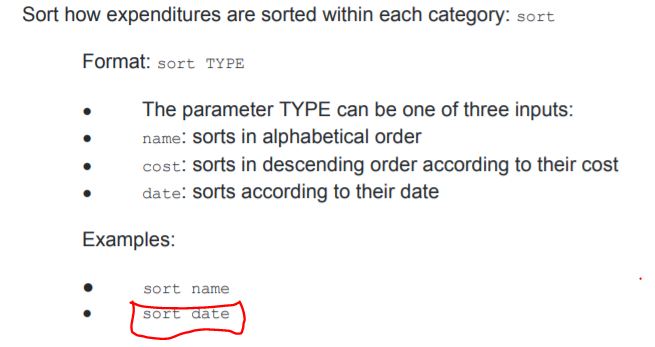 Sort how expenditures are sorted within each category: sort
Format: sort TYPE
● The parameter TYPE can be one of three inputs:
● name: sorts in alphabetical order
● cost: sorts in descending order according to their cost
● date: sorts according to their date
Examples:
● sort name
● sort date